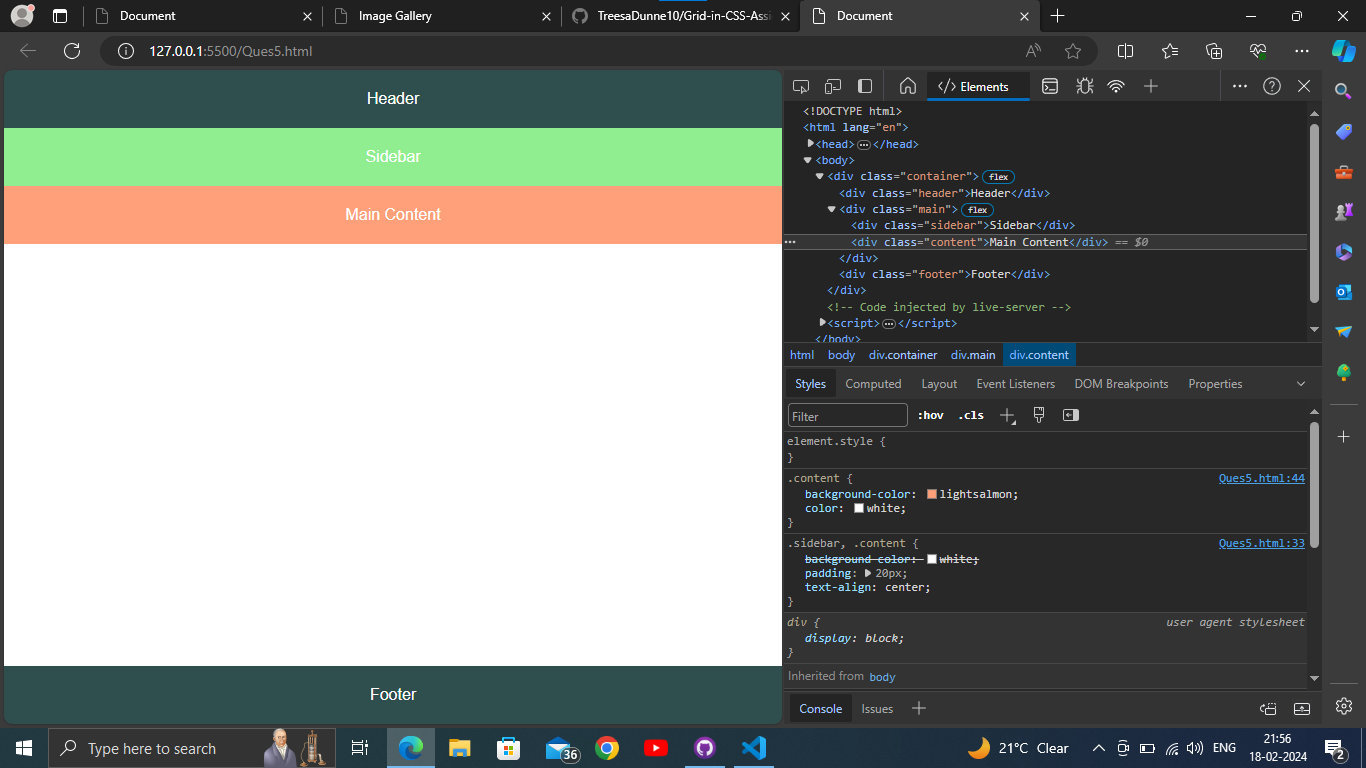 Document
Image Gallery
TreesaDunne10/Grid-in-CSS-Assi
Document
127.0.0.1:5500/Ques5.html
Header
Sidebar
Main Content
Footer
Elements
<!DOCTYPE html>
<html lang="en">
<head>…</head>
<body>
<div class="container"> flex
<div class="header">Header</div>
<div class="main"> flex
<div class="sidebar">Sidebar</div>
<div class="content">Main Content</div> == $0
</div>
<div class="footer">Footer</div>
</div>
<!-- Code injected by live-server -->
<script>…</script>
</body>
html body div.container div.main div.content
Styles Computed Layout Event Listeners DOM Breakpoints Properties
Filter :hov .cls
element.style {
}
.content { Ques5.html:44
background-color: lightsalmon;
color: white;
}
.sidebar, .content { Ques5.html:33
background-color: white;
padding: 20px;
text-align: center;
}
div { user agent stylesheet
display: block;
}
Inherited from body
Console Issues
Type here to search
36
21°C Clear
ENG
21:56
18-02-2024
2